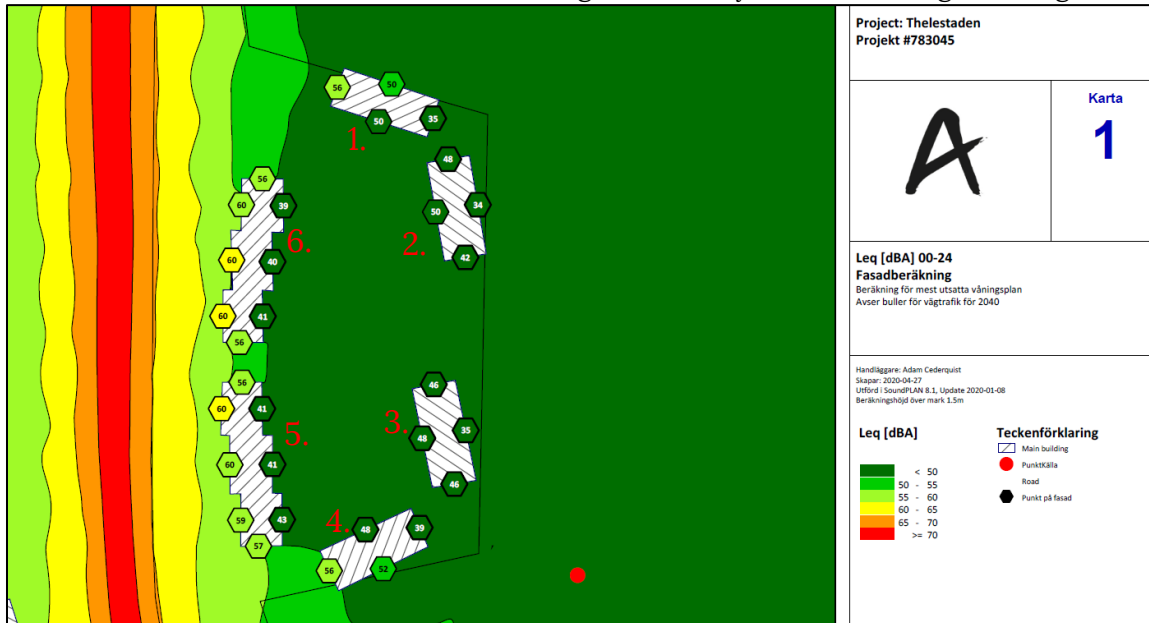 Project: Thelestaden
Projekt #783045
Karta
1
Leq [dBA] 00-24
Fasadberäkning
Beräkning för mest utsatta våningsplan
Avser buller för vägtrafik för 2040
Handläggare: Adam Cederquist
Skapar: 2020-04-27
Utförd i SoundPLAN 8.1, Update 2020-01-08
Beräkningshöjd över mark 1.5m
Leq [dBA]
< 50
50 - 55
55 - 60
60 - 65
65 - 70
>= 70
Teckenförklaring
Main building
PunktKälla
Road
Punkt på fasad
56 50
50 35
1.
48
50 34
42
2.
56
60 39
60 40
60 41
56
6.
56
60 41
60 41
59 43
57
5.
46
48 35
46
3.
48 39
56 52
4.